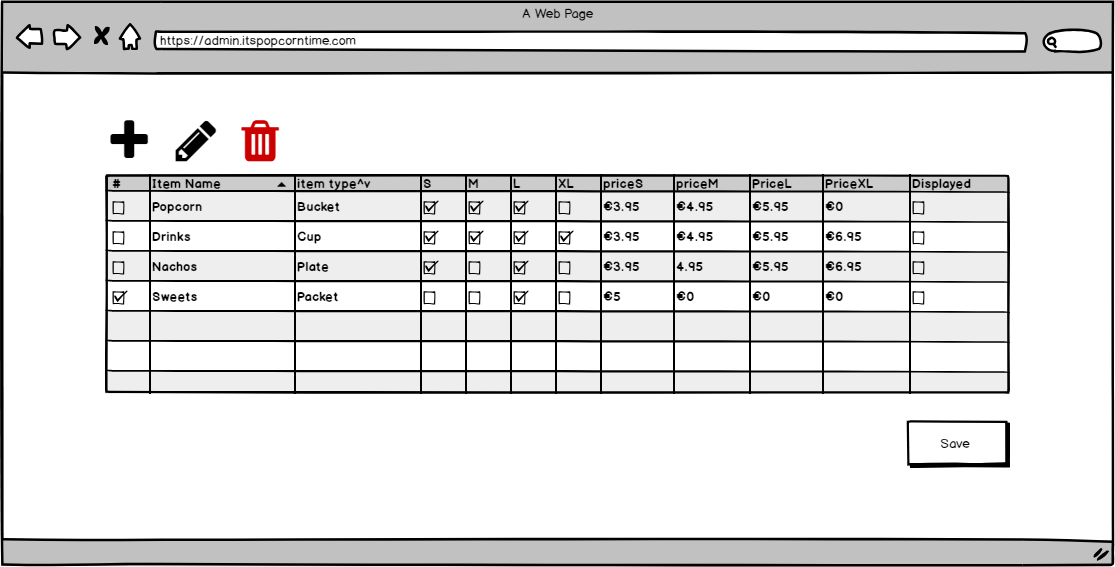 A Web Page
https://admin.itspopcorntime.com
# Item Name item type^v S M L XL priceS priceM PriceL PriceXL Displayed
Popcorn Bucket €3.95 €4.95 €5.95 €0
Drinks Cup €3.95 €4.95 €5.95 €6.95
Nachos Plate €3.95 4.95 €5.95 €6.95
Sweets Packet €5 €0 €0 €0
Save